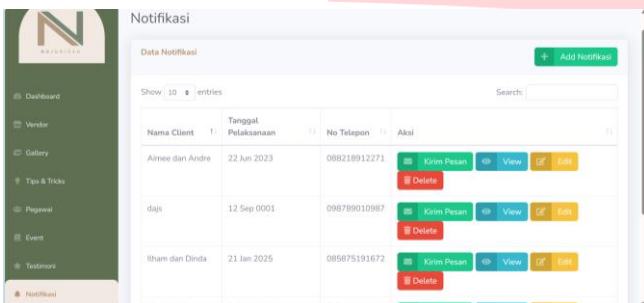 N
Notifikasi
Data Notifikasi
+ Add Notifikasi
Show 10 entries
Search:
Dashboard
Vendor
Gallery
Tips & Tricks
Pegawai
Event
Testimoni
Notifikasi
Nama Client
Tanggal Pelaksanaan
No Telepon
Aksi
Aimee dan Andre
22 Jun 2023
088218912271
Kirim Pesan
View
Edit
Delete
dajs
12 Sep 0001
098789010987
Kirim Pesan
View
Edit
Delete
Ilham dan Dinda
21 Jan 2025
085875191672
Kirim Pesan
View
Edit
Delete